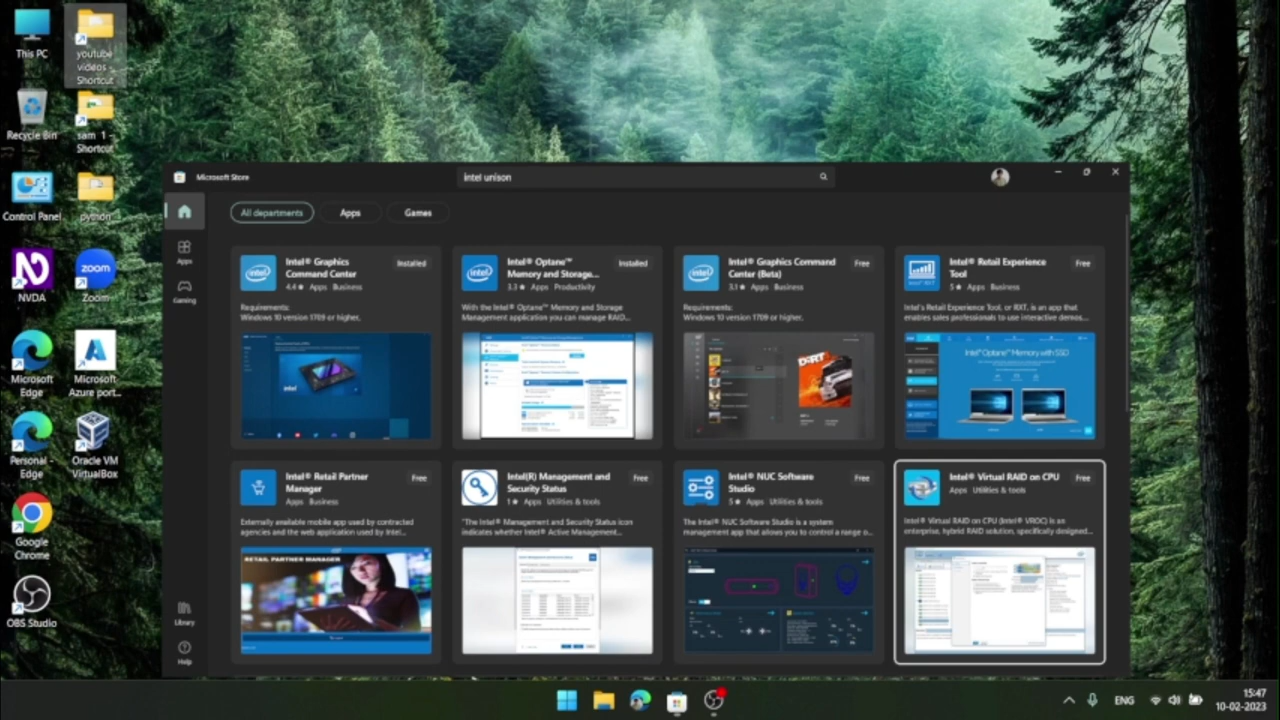 This PC
youtube
videos -
Shortcut
Recycle Bin
sam 1 -
Shortcut
Control Panel
python
NVDA
zoom
Zoom
Microsoft
Edge
Microsoft
Azure port...
Personal -
Edge
Oracle VM
VirtualBox
Google
Chrome
OBS Studio
Microsoft Store
intel unison
All departments
Apps
Games
Apps
Gaming
Library
Help
intel
Intel® Graphics
Command Center
Installed
4.4★ Apps Business
Requirements:
Windows 10 version 1709 or higher,
intel
intel
Intel® Optane™
Memory and Storage...
Installed
3.3★ Apps Productivity
With the Intel® Optane™ Memory and Storage
Management application you can manage RAID...
intel
Intel® Graphics Command
Center (Beta)
Free
3.1★ Apps Business
Requirements:
Windows 10 version 1709 or higher,
DiRT
Intel® Retail Experience
Tool
Free
5★ Apps Business
Intel's Retail Experience Tool, or RXT, is an app that
enables sales professionals to use interactive demos...
Intel® Optane™ Memory with SSD
Intel® Retail Partner
Manager
Free
Apps Business
Externally available mobile app used by contracted
agencies and the web application used by Intel...
RETAIL PARTNER MANAGER
Intel(R) Management and
Security Status
Free
1★ Apps Utilities & tools
"The Intel® Management and Security Status icon
indicates whether Intel® Active Management...
Intel® NUC Software
Studio
Free
5★ Apps Utilities & tools
The Intel® NUC Software Studio is a system
management app that allows you to control a range o...
Intel® Virtual RAID on CPU
Free
Apps Utilities & tools
Intel® Virtual RAID on CPU (Intel® VROC) is an
enterprise, hybrid RAID solution, specifically designed...
ENG
15:47
10-02-2023